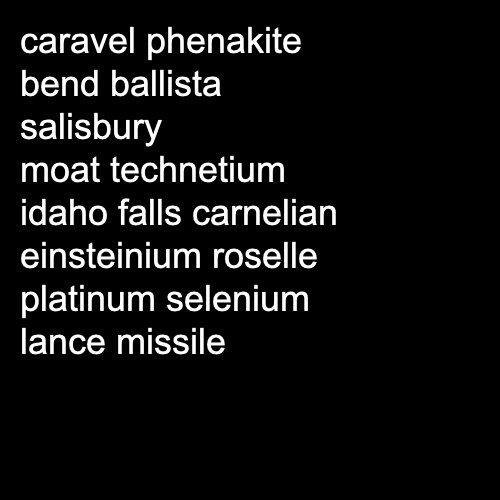 caravel phenakite
bend ballista
salisbury
moat technetium
idaho falls carnelian
einsteinium roselle
platinum selenium
lance missile